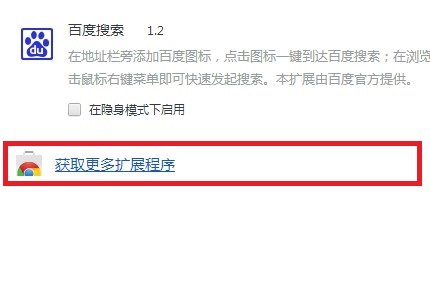 百度搜索 1.2
du
在地址栏旁添加百度图标，点击图标一键到达百度搜索；在浏览
击鼠标右键菜单即可快速发起搜索。本扩展由百度官方提供。
在隐身模式下启用
获取更多扩展程序